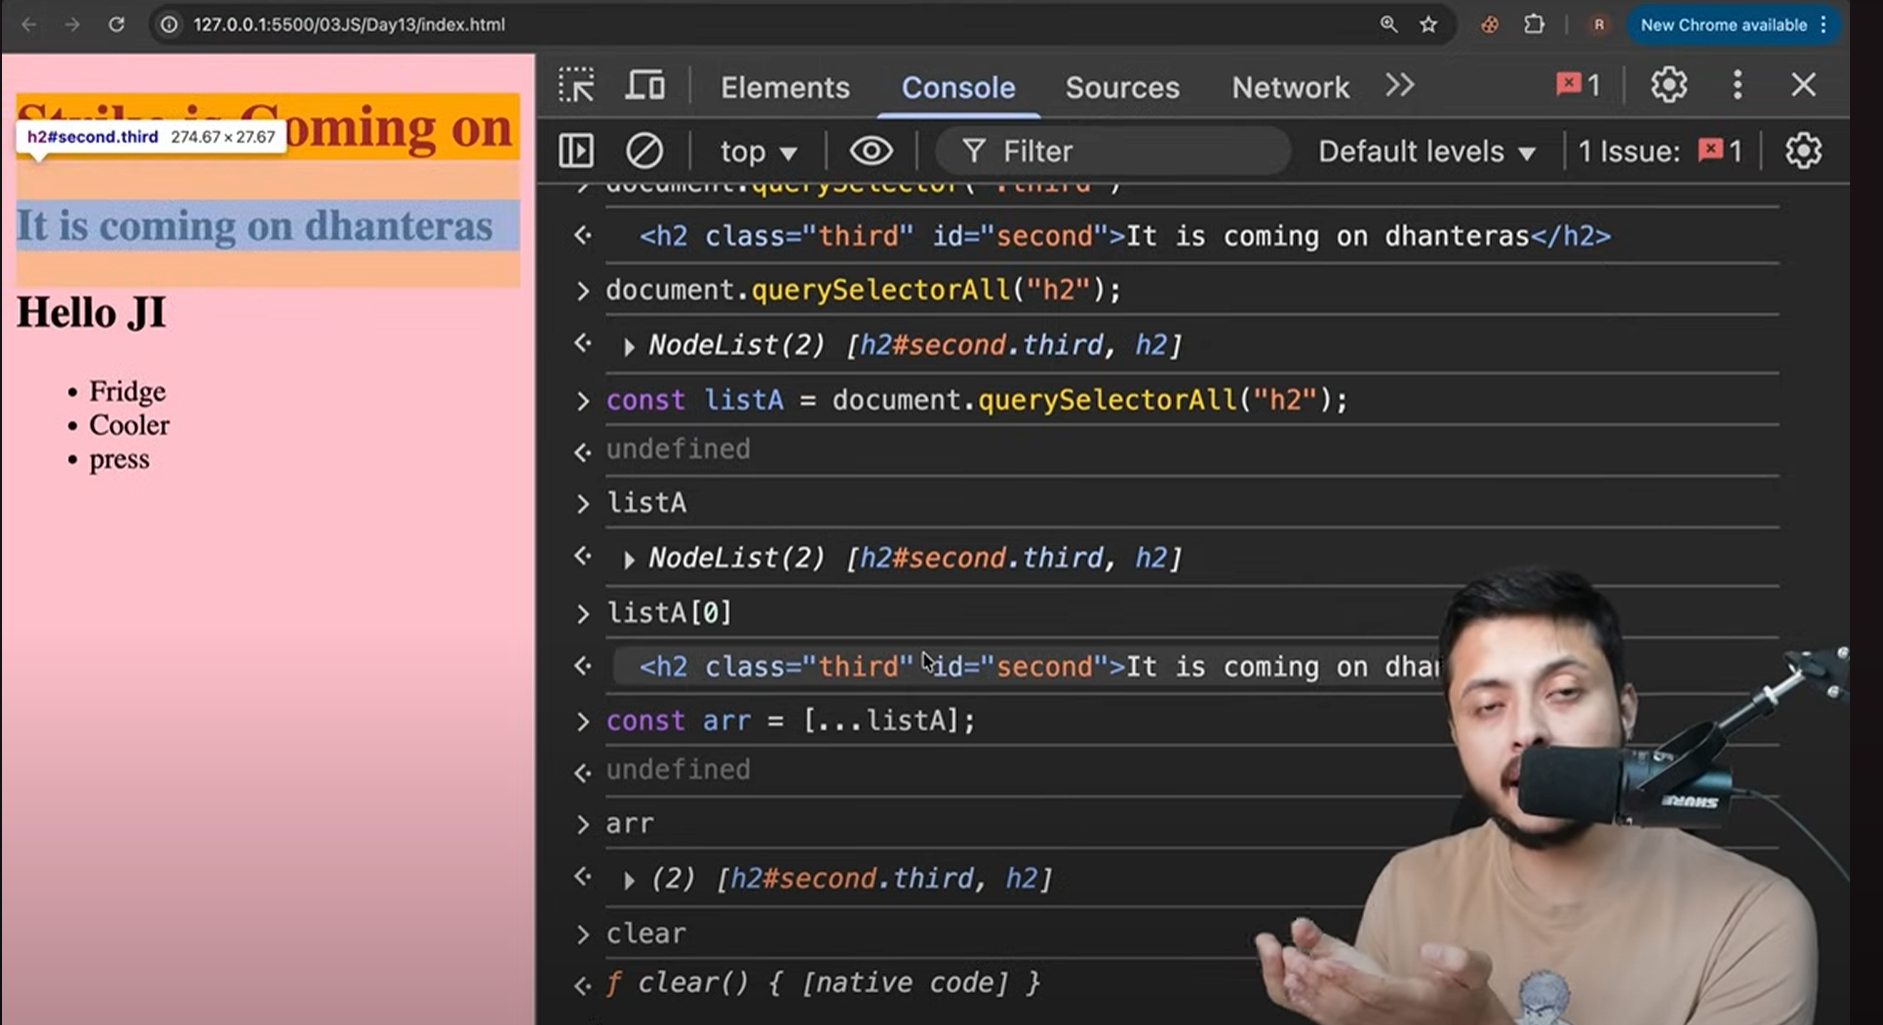 127.0.0.1:5500/03JS/Day13/index.html
New Chrome available
Coming on
h2#second.third 274.67 × 27.67
It is coming on dhanteras
Hello JI
• Fridge
• Cooler
• press
Elements Console Sources Network 1
top Filter Default levels 1 Issue: 1
document.querySelector(".third")
<h2 class="third" id="second">It is coming on dhanteras</h2>
document.querySelectorAll("h2");
NodeList(2) [h2#second.third, h2]
const listA = document.querySelectorAll("h2");
undefined
listA
NodeList(2) [h2#second.third, h2]
listA[0]
<h2 class="third" id="second">It is coming on
const arr = [...listA];
undefined
arr
(2) [h2#second.third, h2]
clear
f clear() { [native code] }
SHURE